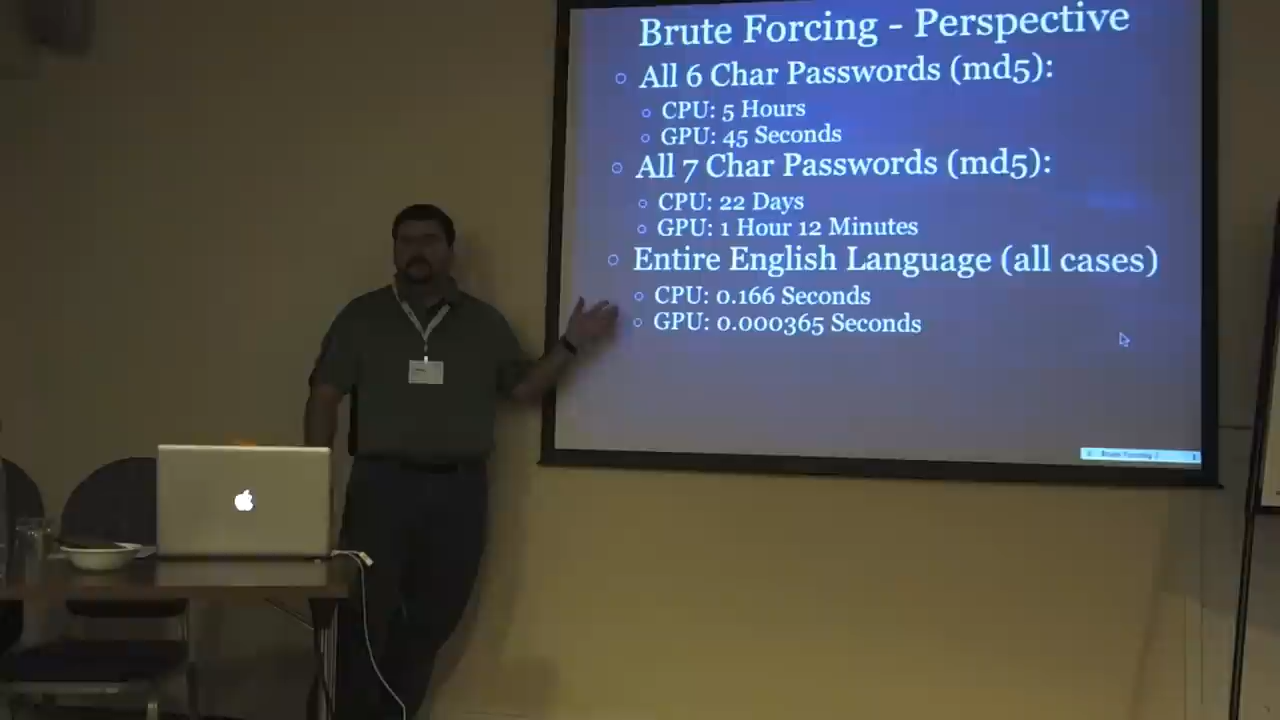 Brute Forcing - Perspective
All 6 Char Passwords (md5):
CPU: 5 Hours
GPU: 45 Seconds
All 7 Char Passwords (md5):
CPU: 22 Days
GPU: 1 Hour 12 Minutes
Entire English Language (all cases)
CPU: 0.166 Seconds
GPU: 0.000365 Seconds
Brute Forcing